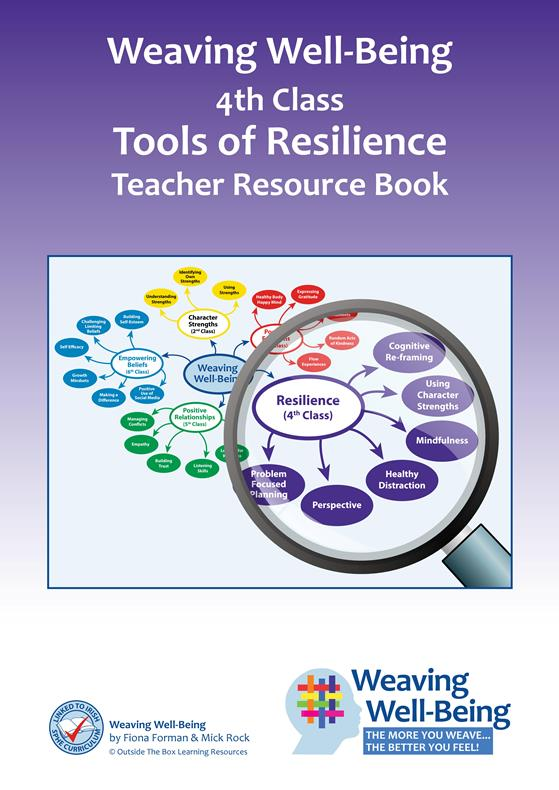 Weaving Well-Being
4th Class
Tools of Resilience
Teacher Resource Book
Identifying
Own
Strengths
Understanding
Strengths
Using
Strengths
Character
Strengths
(2nd Class)
Healthy Body
Happy Mind
Expressing
Gratitude
Random Acts
of Kindness
Flow
Experiences
Challenging
Limiting
Beliefs
Building
Self-Esteem
Self Efficacy
Empowering
Beliefs
(6th Class)
Growth
Mindsets
Making a
Difference
Positive
Use of
Social Media
Weaving
Well-Bein
Positive
Relationships
(5th Class)
Managing
Conflicts
Empathy
Building
Trust
Listening
Skills
Resilience
(4th Class)
Cognitive
Re-framing
Using
Character
Strengths
Mindfulness
Healthy
Distraction
Perspective
Problem
Focused
Planning
LINKED TO IRISH
SPHE CURRICULUM
Weaving Well-Being
by Fiona Forman & Mick Rock
© Outside The Box Learning Resources
Weaving
Well-Being
THE MORE YOU WEAVE...
THE BETTER YOU FEEL!